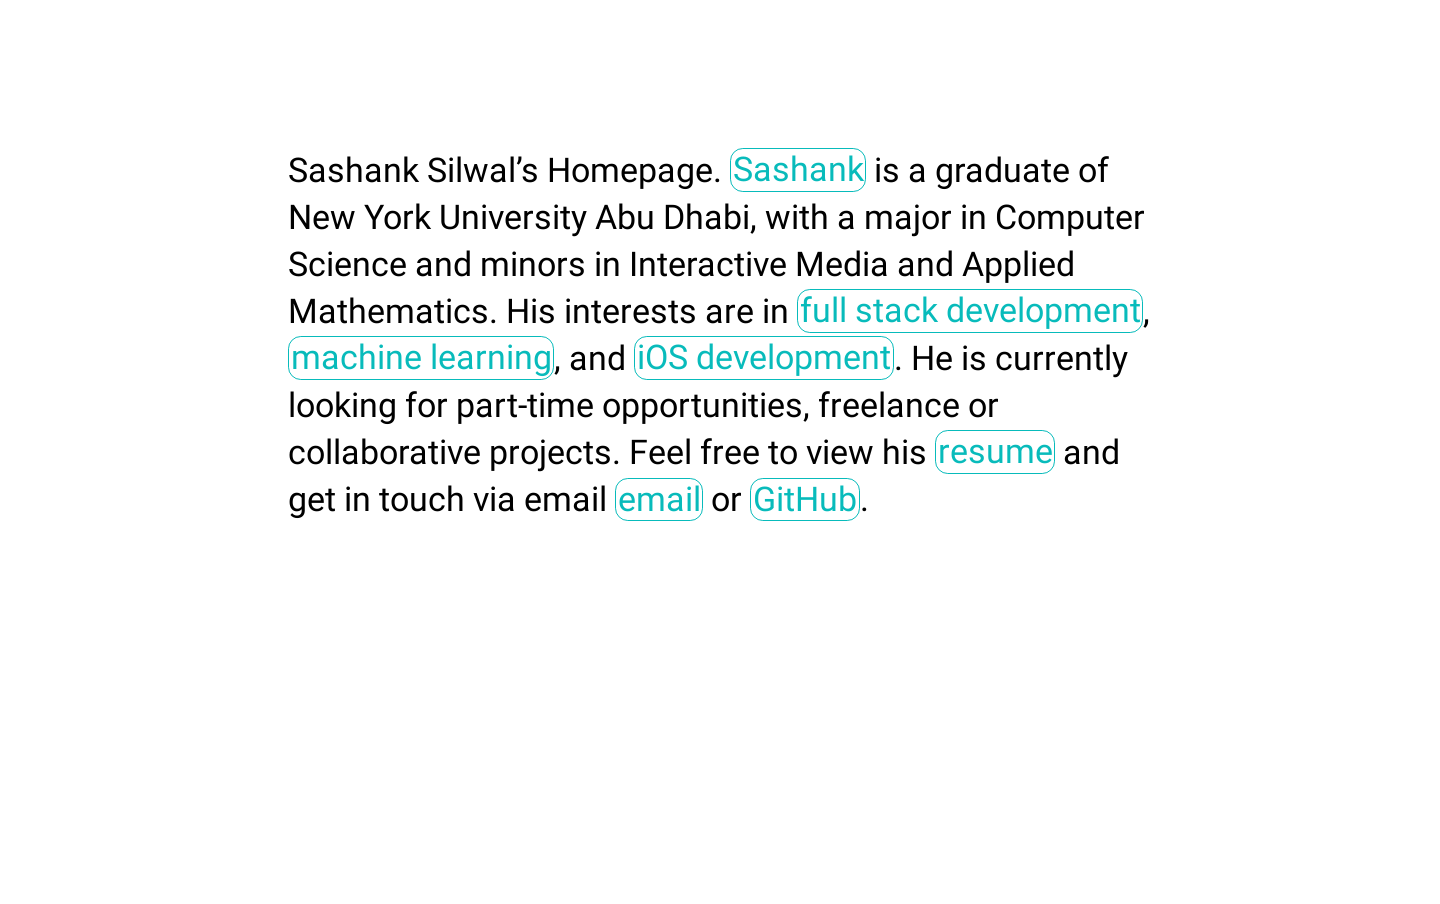 Sashank Silwal’s Homepage. Sashank is a graduate of
New York University Abu Dhabi, with a major in Computer
Science and minors in Interactive Media and Applied
Mathematics. His interests are in full stack development,
machine learning, and iOS development. He is currently
looking for part-time opportunities, freelance or
collaborative projects. Feel free to view his resume and
get in touch via email email or GitHub.